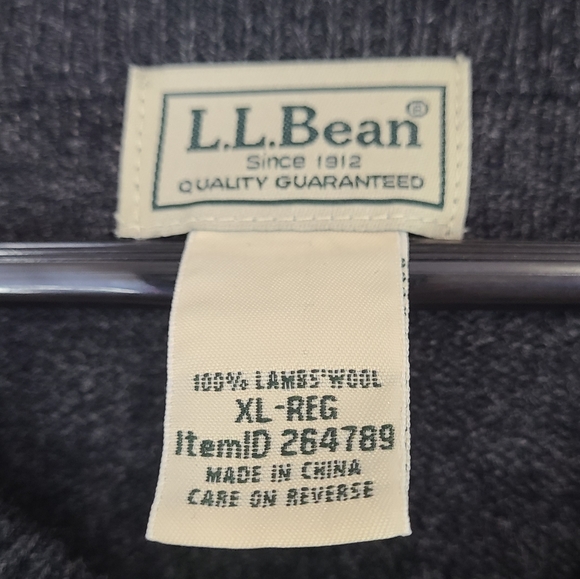 L.L.Bean®
Since 1912
QUALITY GUARANTEED
100% LAMBS' WOOL
XL-REG
ItemID 264789
MADE IN CHINA
CARE ON REVERSE